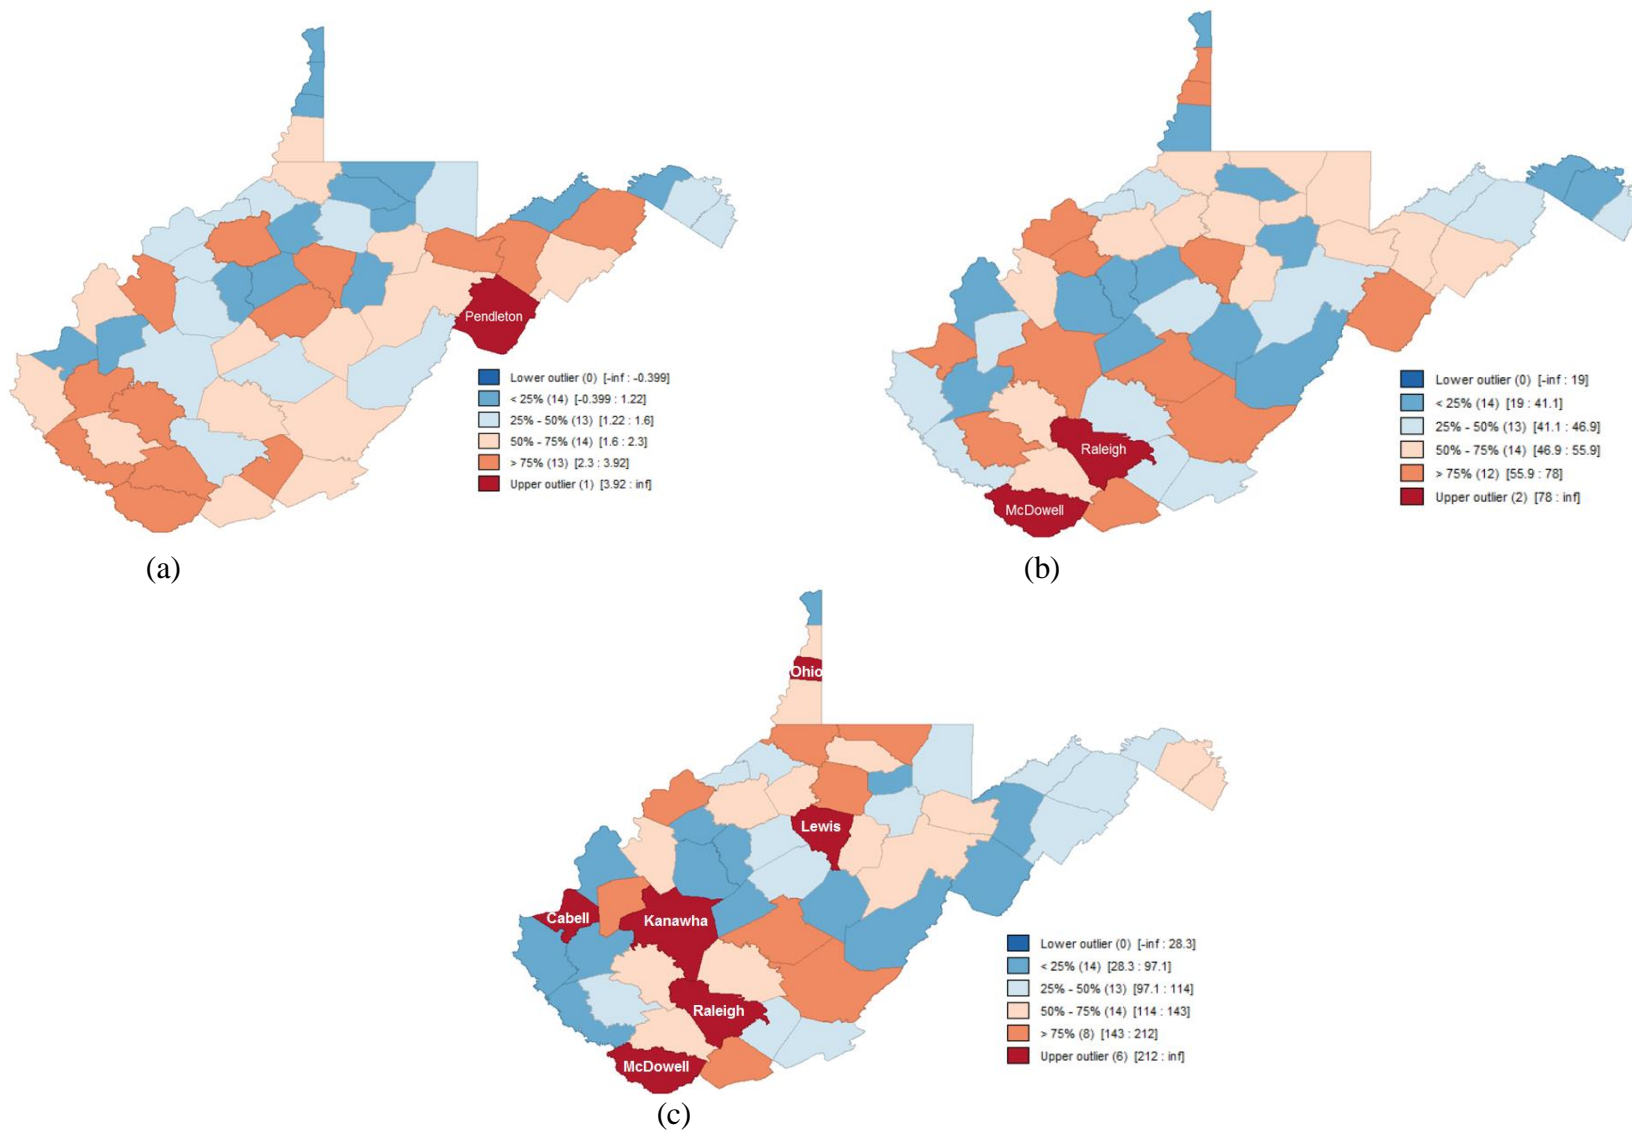 Pendleton
Lower outlier (0) [-inf : -0.399]
< 25% (14) [-0.399 : 1.22]
25% - 50% (13) [1.22 : 1.6]
50% - 75% (14) [1.6 : 2.3]
> 75% (13) [2.3 : 3.92]
Upper outlier (1) [3.92 : inf]
(a)
Raleigh
McDowell
Lower outlier (0) [-inf : 19]
< 25% (14) [19 : 41.1]
25% - 50% (13) [41.1 : 46.9]
50% - 75% (14) [46.9 : 55.9]
> 75% (12) [55.9 : 78]
Upper outlier (2) [78 : inf]
(b)
Ohio
Lewis
Cabell
Kanawha
Raleigh
McDowell
Lower outlier (0) [-inf : 28.3]
< 25% (14) [28.3 : 97.1]
25% - 50% (13) [97.1 : 114]
50% - 75% (14) [114 : 143]
> 75% (8) [143 : 212]
Upper outlier (6) [212 : inf]
(c)